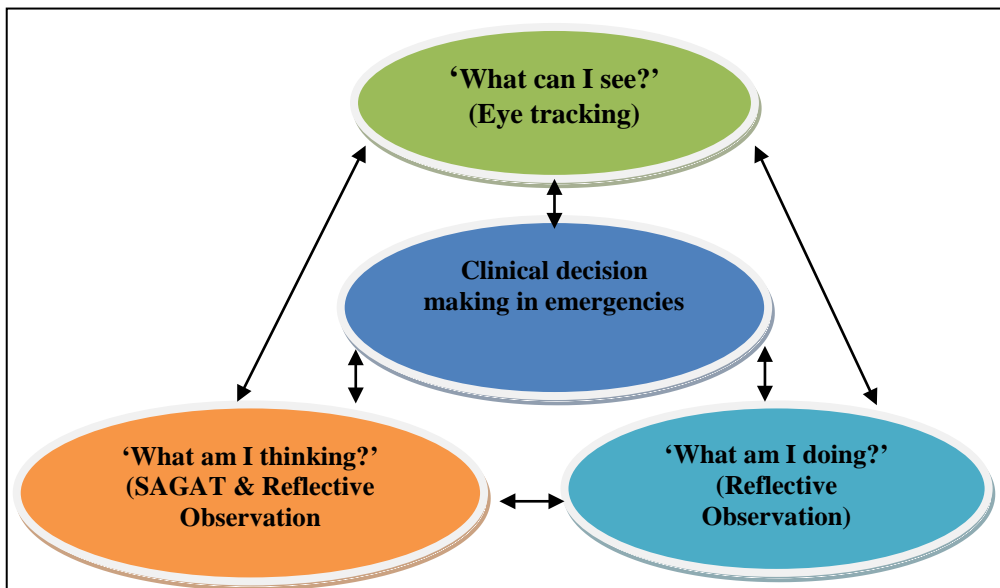 ‘What can I see?’
(Eye tracking)
Clinical decision
making in emergencies
‘What am I thinking?’
(SAGAT & Reflective
Observation
‘What am I doing?’
(Reflective
Observation)